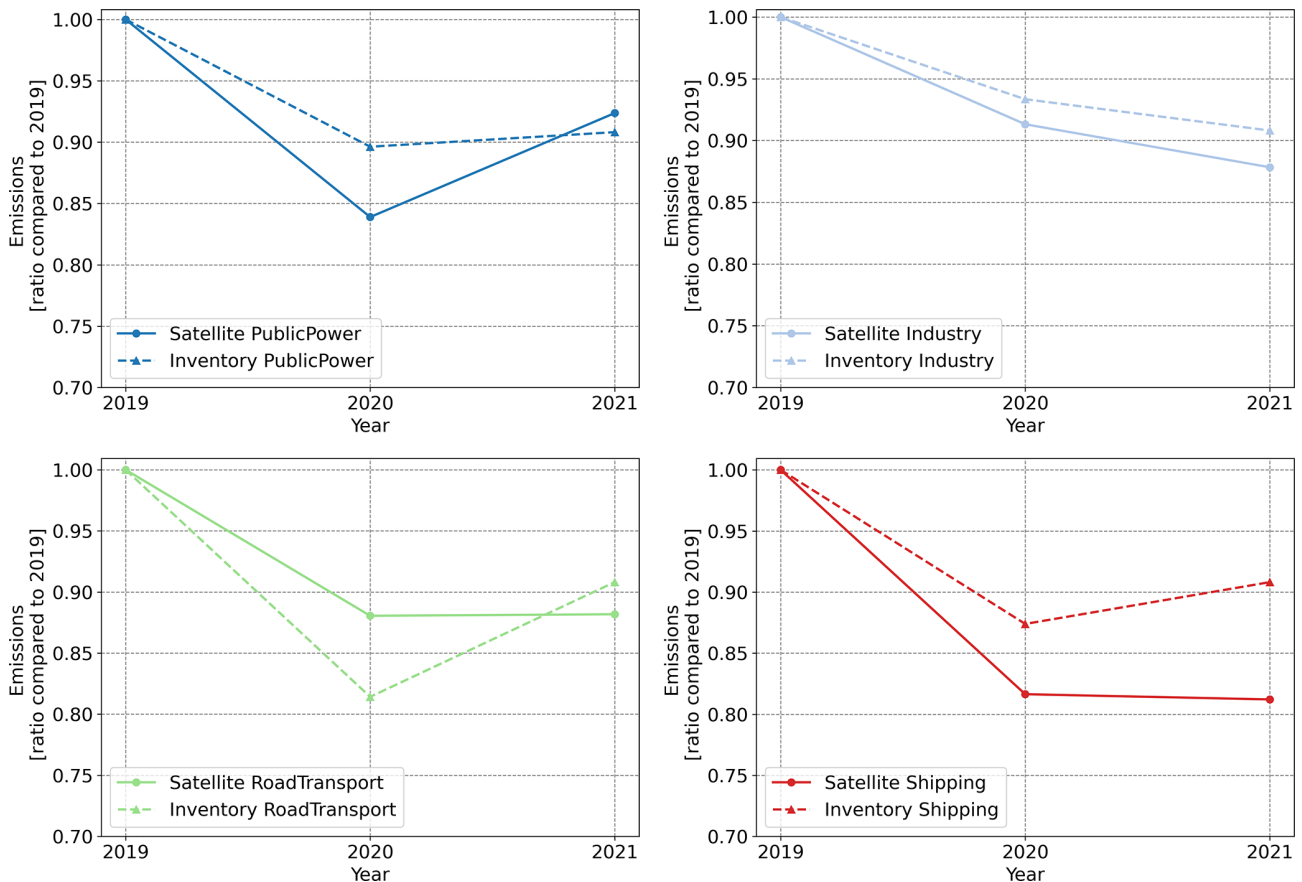 1.00
0.95
0.90
0.85
0.80
0.75
0.70
Emissions
[ratio compared to 2019]
Satellite PublicPower
Inventory PublicPower
2019 2020 2021
Year
1.00
0.95
0.90
0.85
0.80
0.75
0.70
Emissions
[ratio compared to 2019]
Satellite Industry
Inventory Industry
2019 2020 2021
Year
1.00
0.95
0.90
0.85
0.80
0.75
0.70
Emissions
[ratio compared to 2019]
Satellite RoadTransport
Inventory RoadTransport
2019 2020 2021
Year
1.00
0.95
0.90
0.85
0.80
0.75
0.70
Emissions
[ratio compared to 2019]
Satellite Shipping
Inventory Shipping
2019 2020 2021
Year